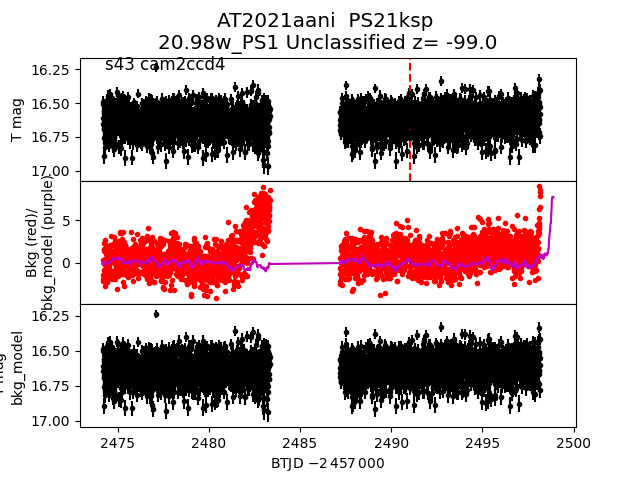 AT2021aani  PS21ksp
20.98w_PS1 Unclassified z= -99.0
s43 cam2ccd4
16.25
16.50
16.75
17.00
T mag
5
0
Bkg (red)/
bkg_model (purple)
16.25
16.50
16.75
17.00
T mag
bkg_model
2475
2480
2485
2490
2495
2500
BTJD −2 457 000